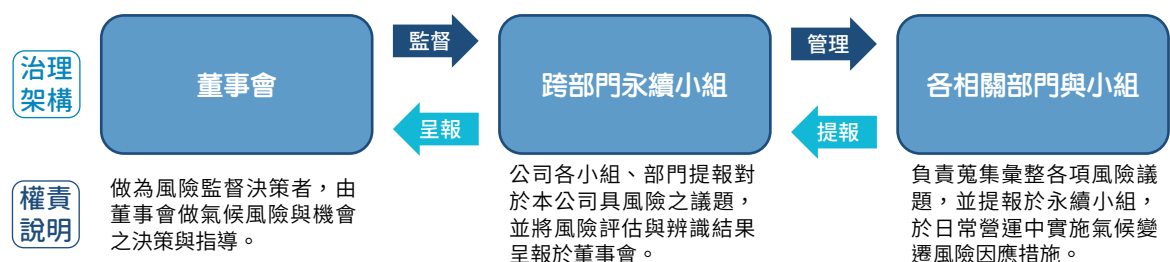 治理
架構
董事會
監督
呈報
跨部門永續小組
管理
提報
各相關部門與小組
權責
說明
做為風險監督決策者，由
董事會做氣候風險與機會
之決策與指導。
公司各小組、部門提報對
於本公司具風險之議題，
並將風險評估與辨識結果
呈報於董事會。
負責蒐集彙整各項風險議
題，並提報於永續小組，
於日常營運中實施氣候變
遷風險因應措施。